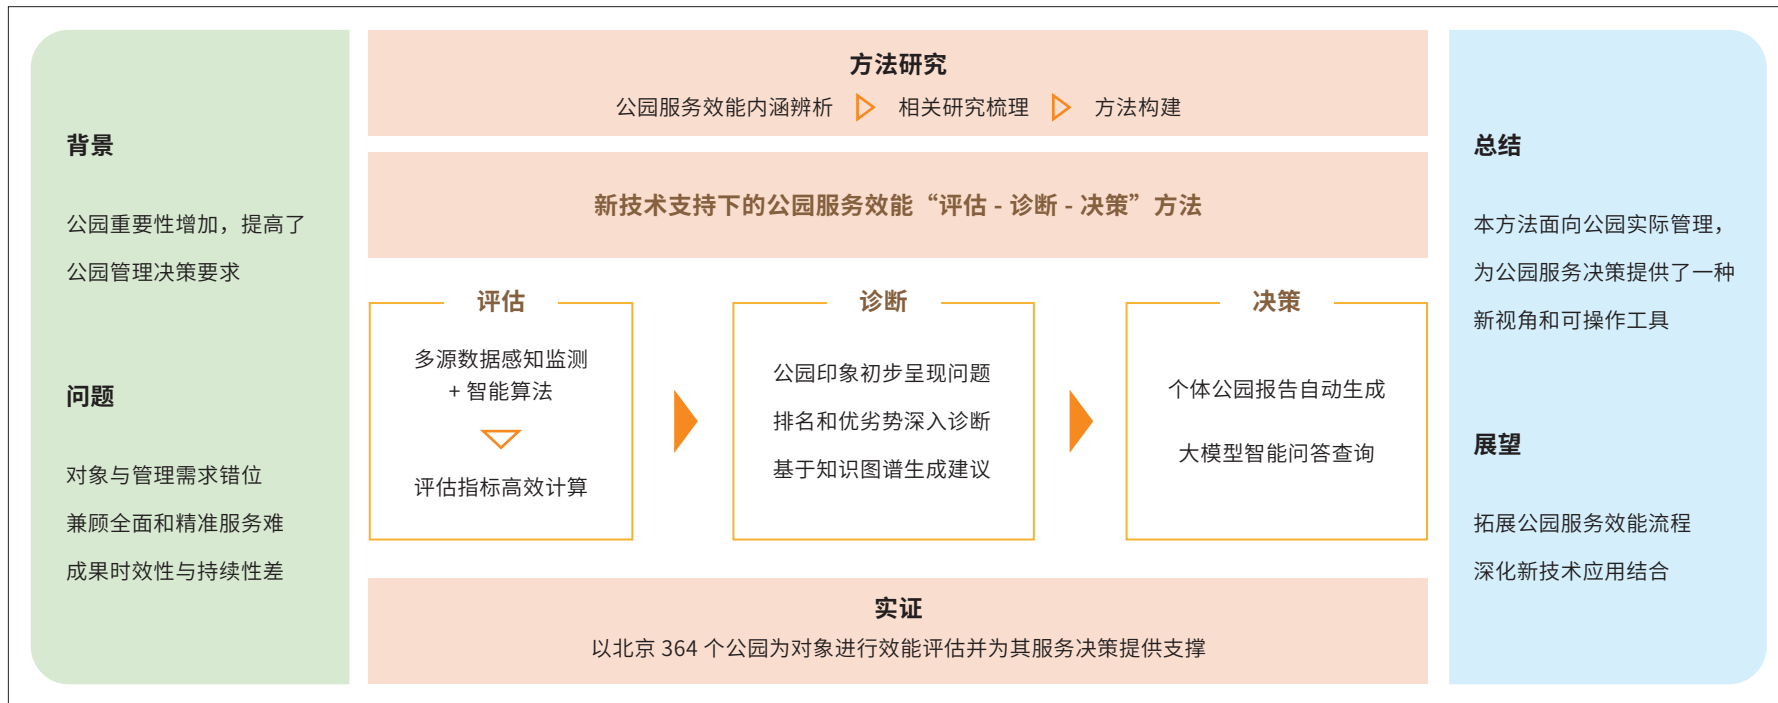 背景
公园重要性增加，提高了
公园管理决策要求
问题
对象与管理需求错位
兼顾全面和精准服务难
成果时效性与持续性差
方法研究
公园服务效能内涵辨析 相关研究梳理 方法构建
新技术支持下的公园服务效能“评估 - 诊断 - 决策”方法
评估
多源数据感知监测
+ 智能算法
评估指标高效计算
诊断
公园印象初步呈现问题
排名和优劣势深入诊断
基于知识图谱生成建议
决策
个体公园报告自动生成
大模型智能问答查询
实证
以北京 364 个公园为对象进行效能评估并为其服务决策提供支撑
总结
本方法面向公园实际管理，
为公园服务决策提供了一种
新视角和可操作工具
展望
拓展公园服务效能流程
深化新技术应用结合